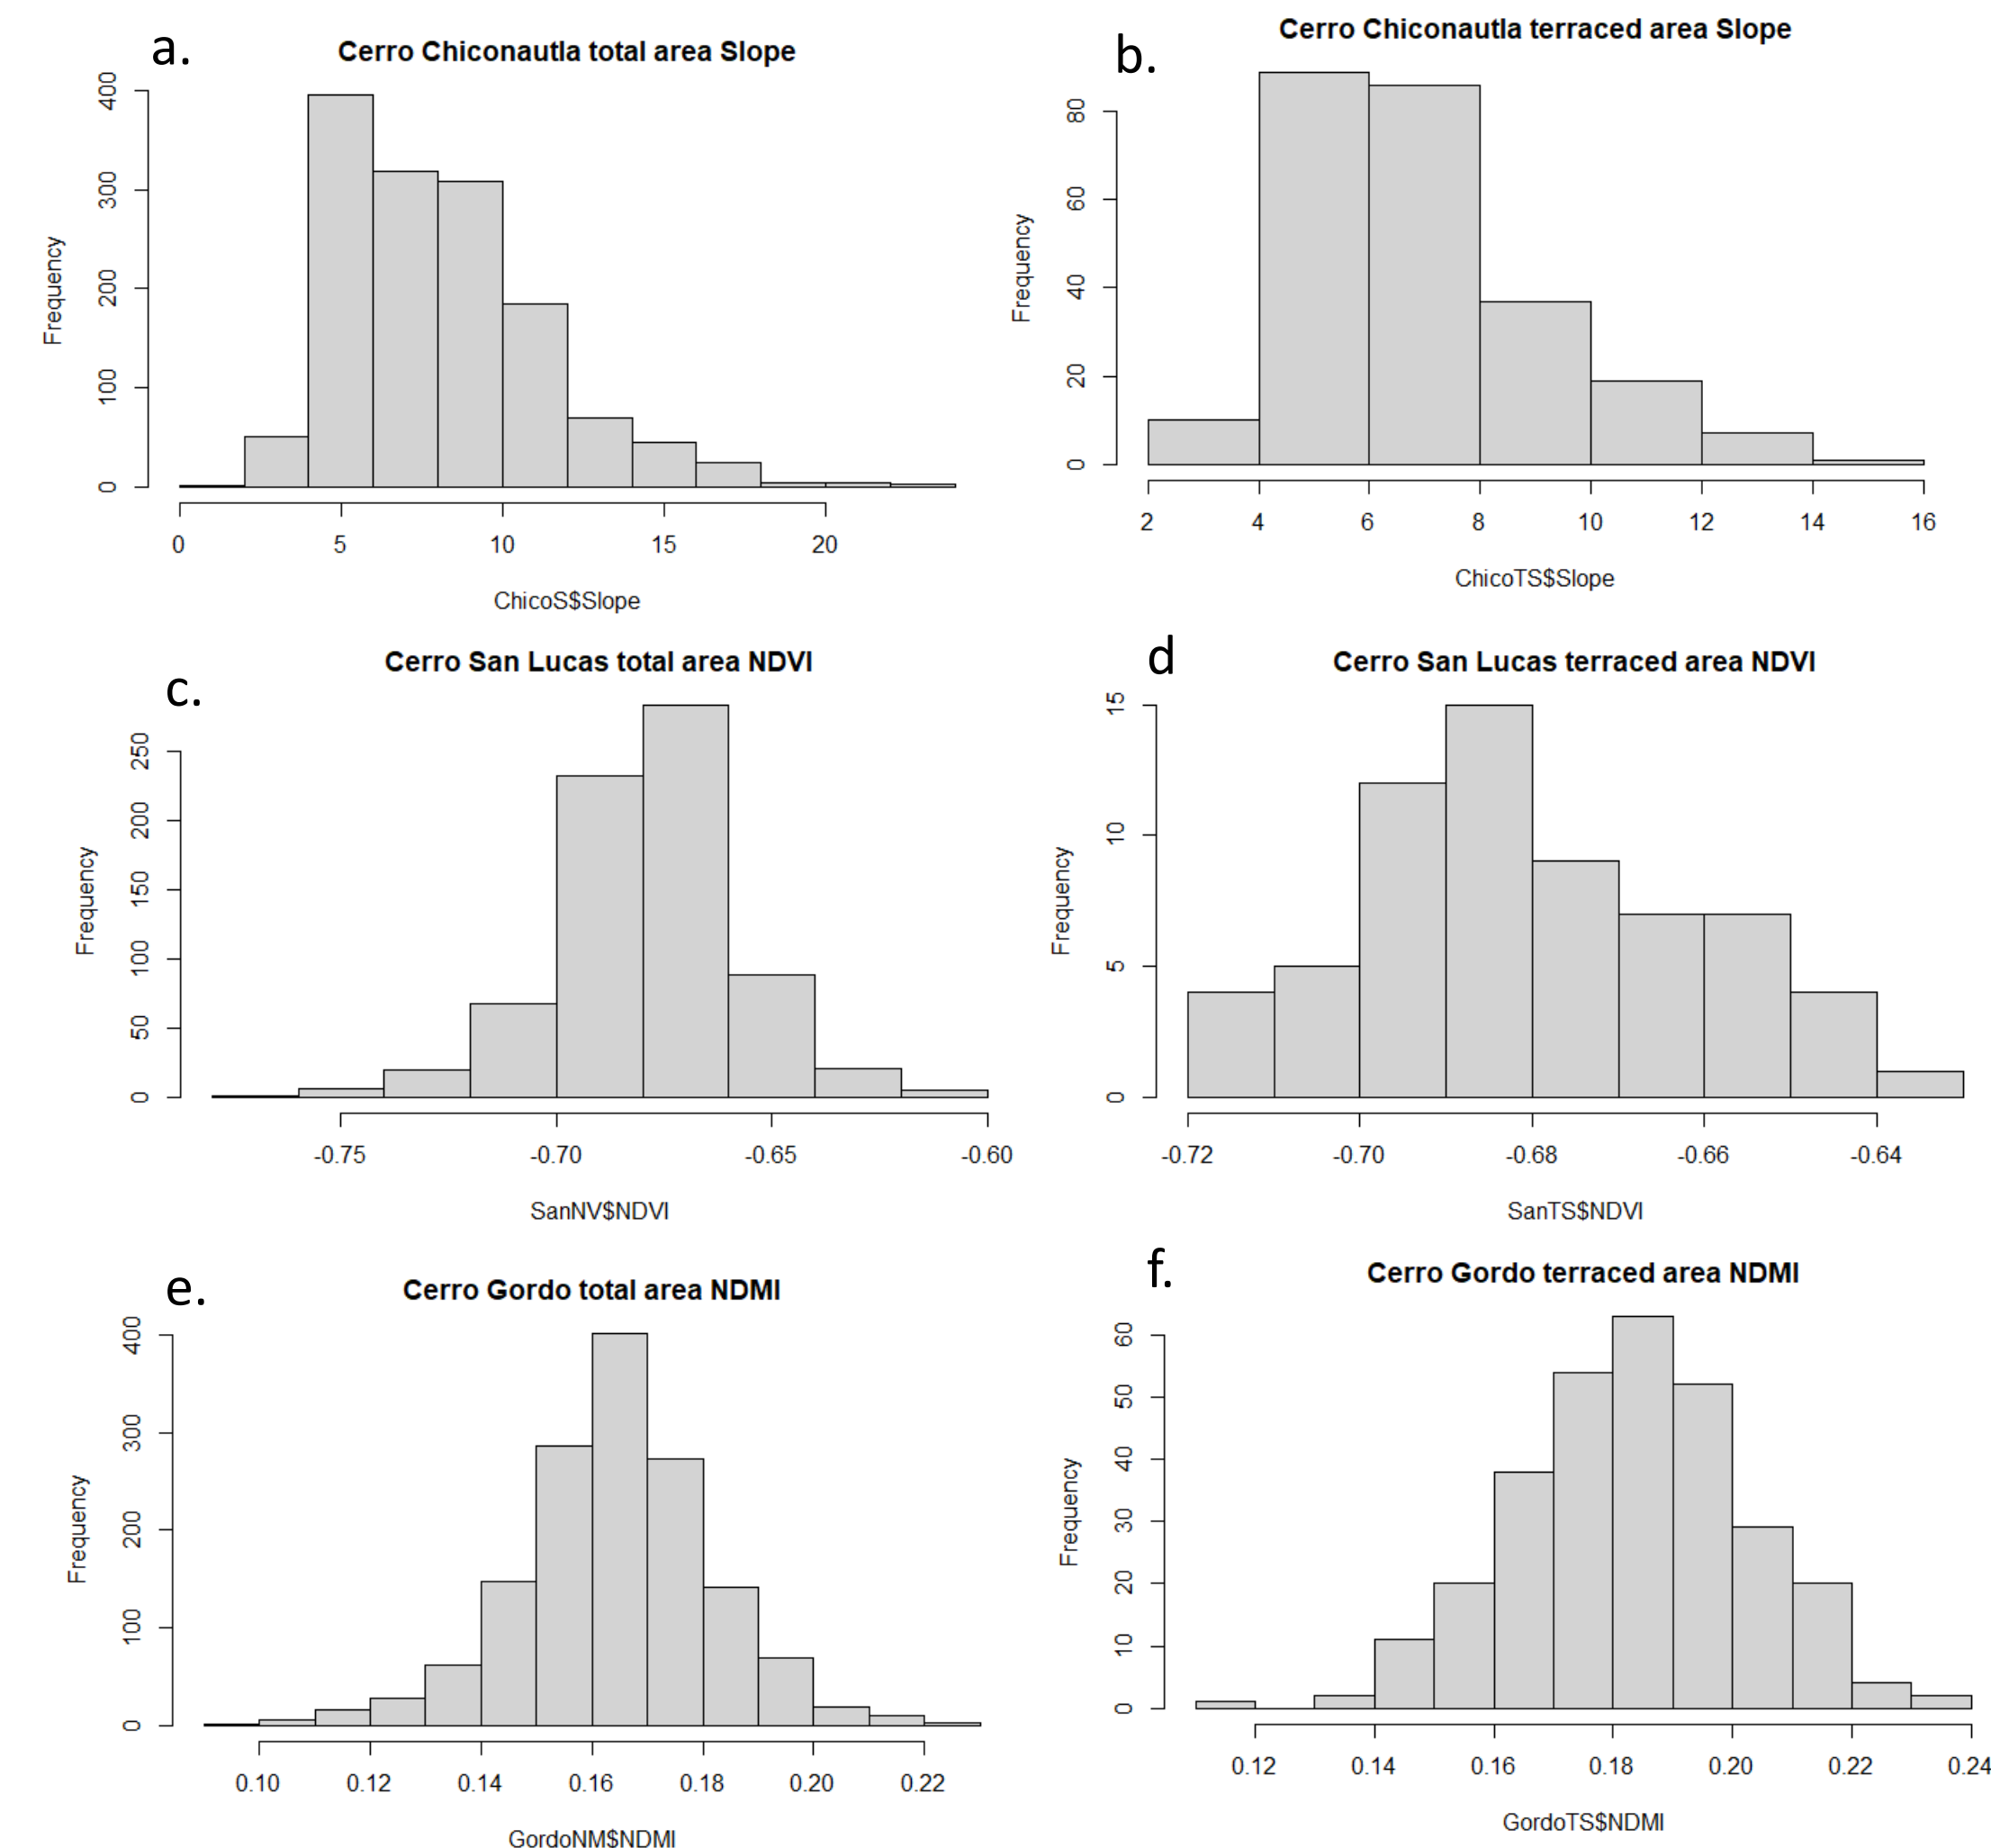 a.
Cerro Chiconautla total area Slope
Frequency
0 100 200 300 400
0 5 10 15 20
ChicoS$Slope
b.
Cerro Chiconautla terraced area Slope
Frequency
0 20 40 60 80
2 4 6 8 10 12 14 16
ChicoTS$Slope
c.
Cerro San Lucas total area NDVI
Frequency
0 50 100 150 200 250
-0.75 -0.70 -0.65 -0.60
SanNV$NDVI
d
Cerro San Lucas terraced area NDVI
Frequency
0 5 10 15
-0.72 -0.70 -0.68 -0.66 -0.64
SanTS$NDVI
e.
Cerro Gordo total area NDMI
Frequency
0 100 200 300 400
0.10 0.12 0.14 0.16 0.18 0.20 0.22
GordoNM$NDMI
f.
Cerro Gordo terraced area NDMI
Frequency
0 10 20 30 40 50 60
0.12 0.14 0.16 0.18 0.20 0.22 0.24
GordoTS$NDMI